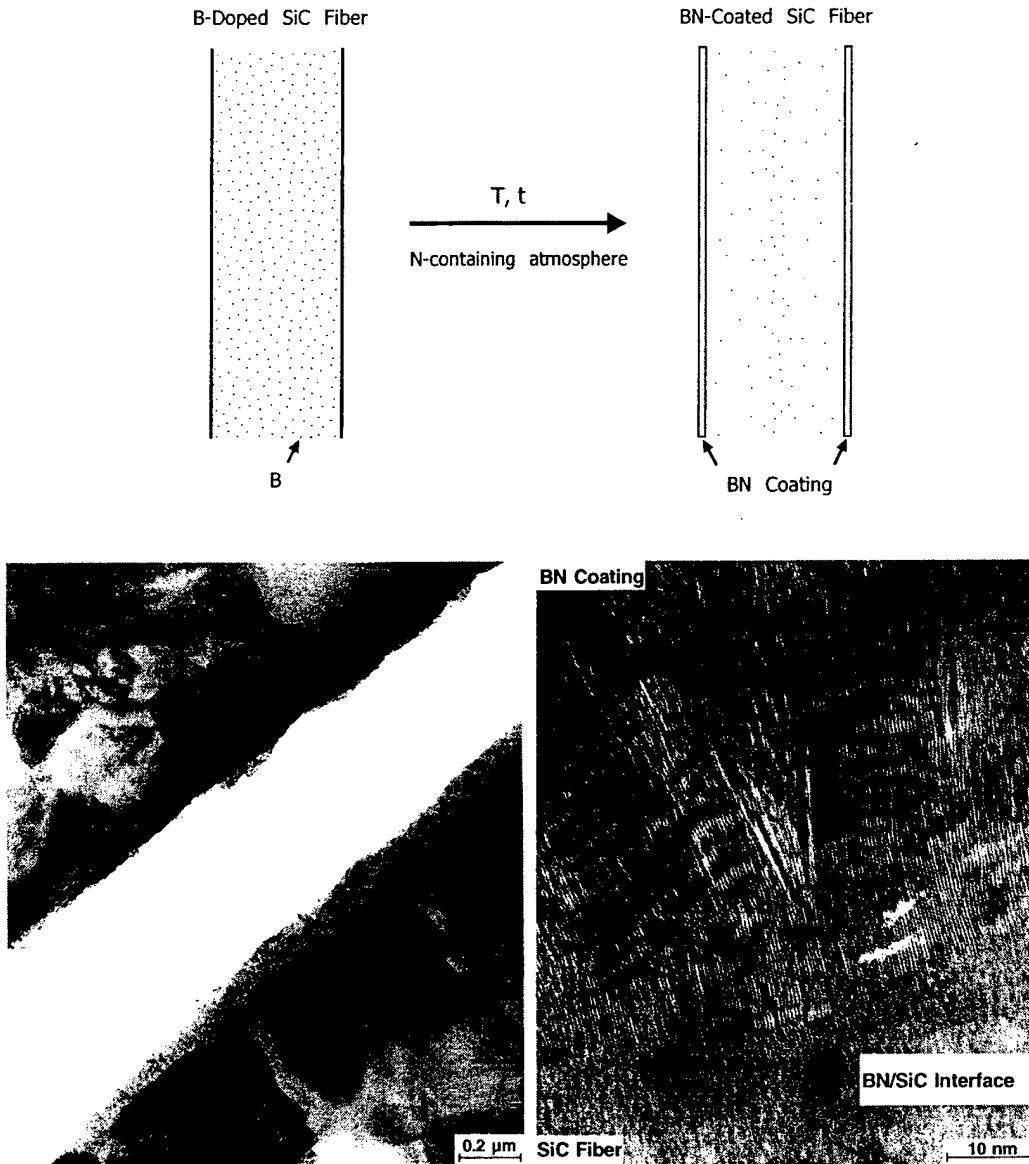 B-Doped SiC Fiber
BN-Coated SiC Fiber
T, t
N-containing atmosphere
B
BN Coating
BN Coating
BN/SiC Interface
0.2 µm
SiC Fiber
10 nm